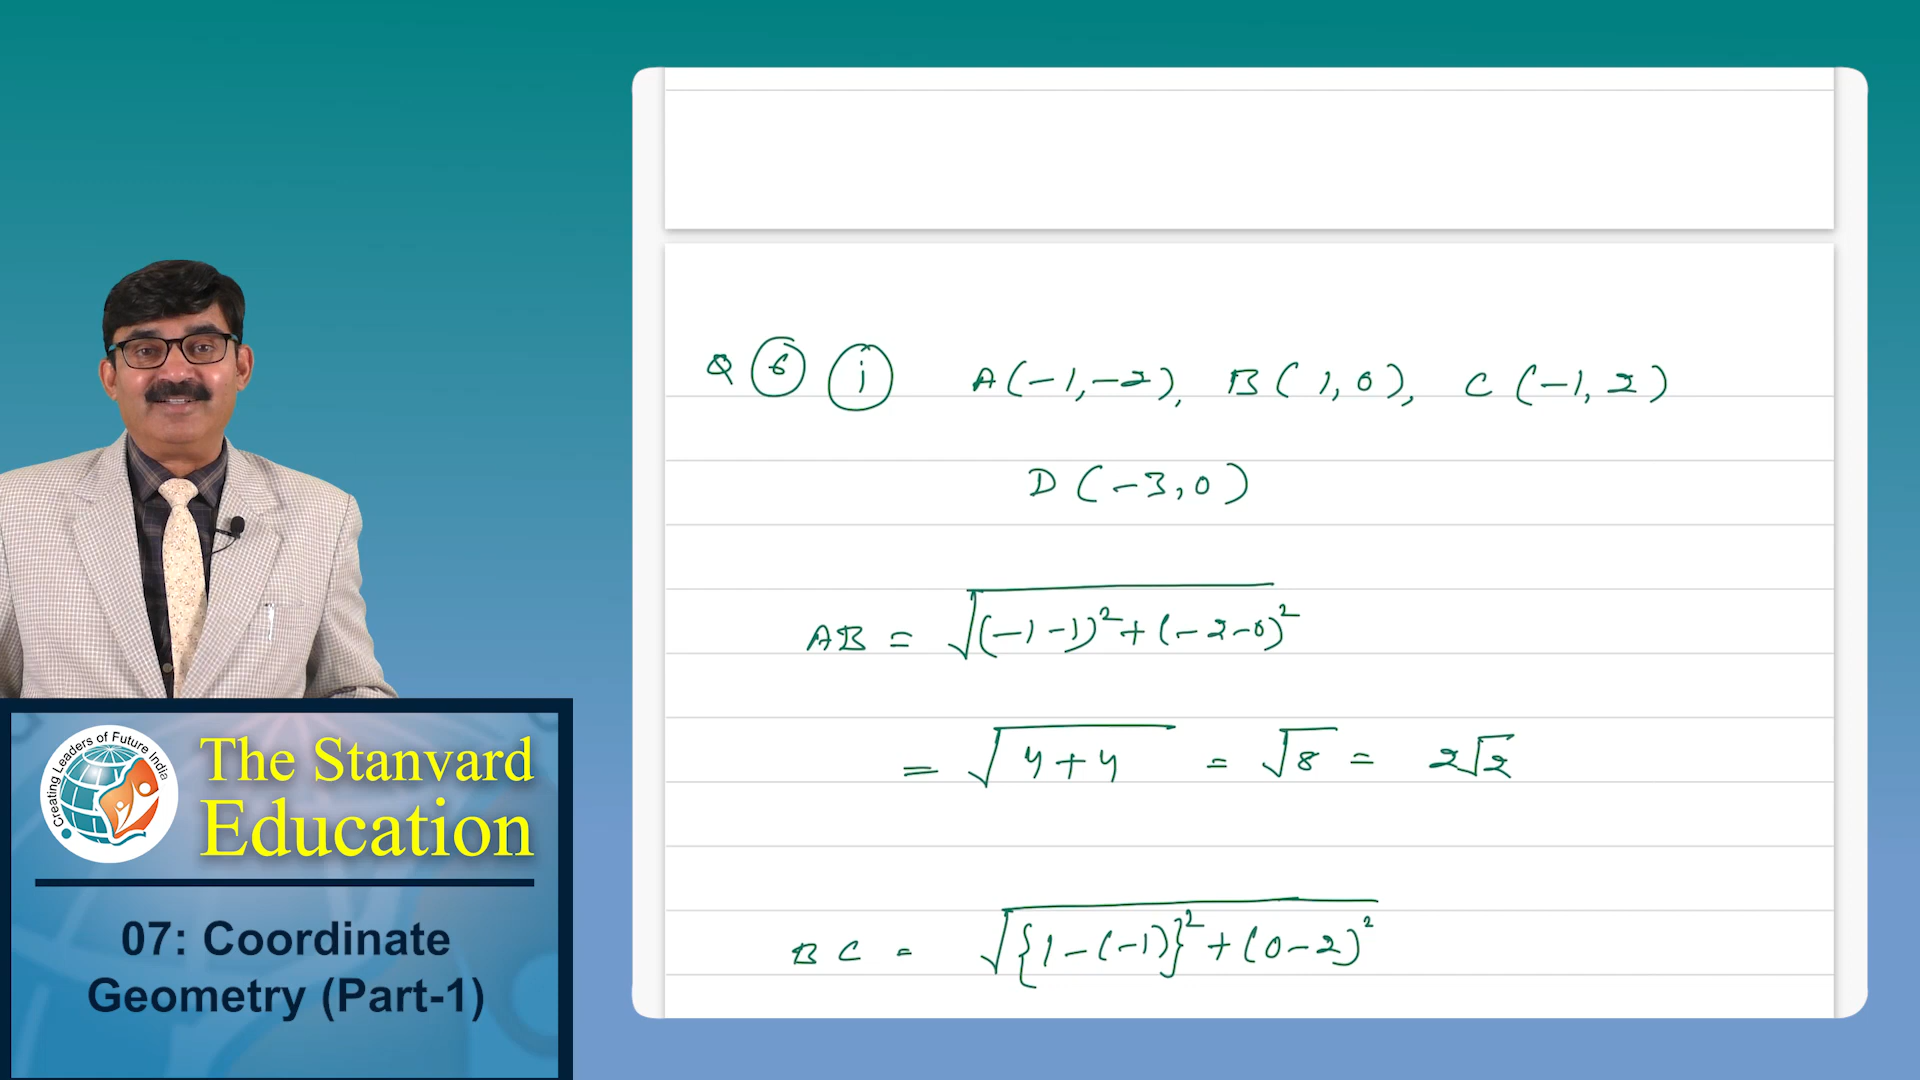 Q 6 i A(-1,-2), B(1,0), C(-1,2)
D(-3,0)
AB = √(-1-1)²+(-2-0)²
= √4+4 = √8 = 2√2
BC = √{1-(-1)}²+(0-2)²
Creating Leaders of Future India
The Stanvard
Education
07: Coordinate
Geometry (Part-1)